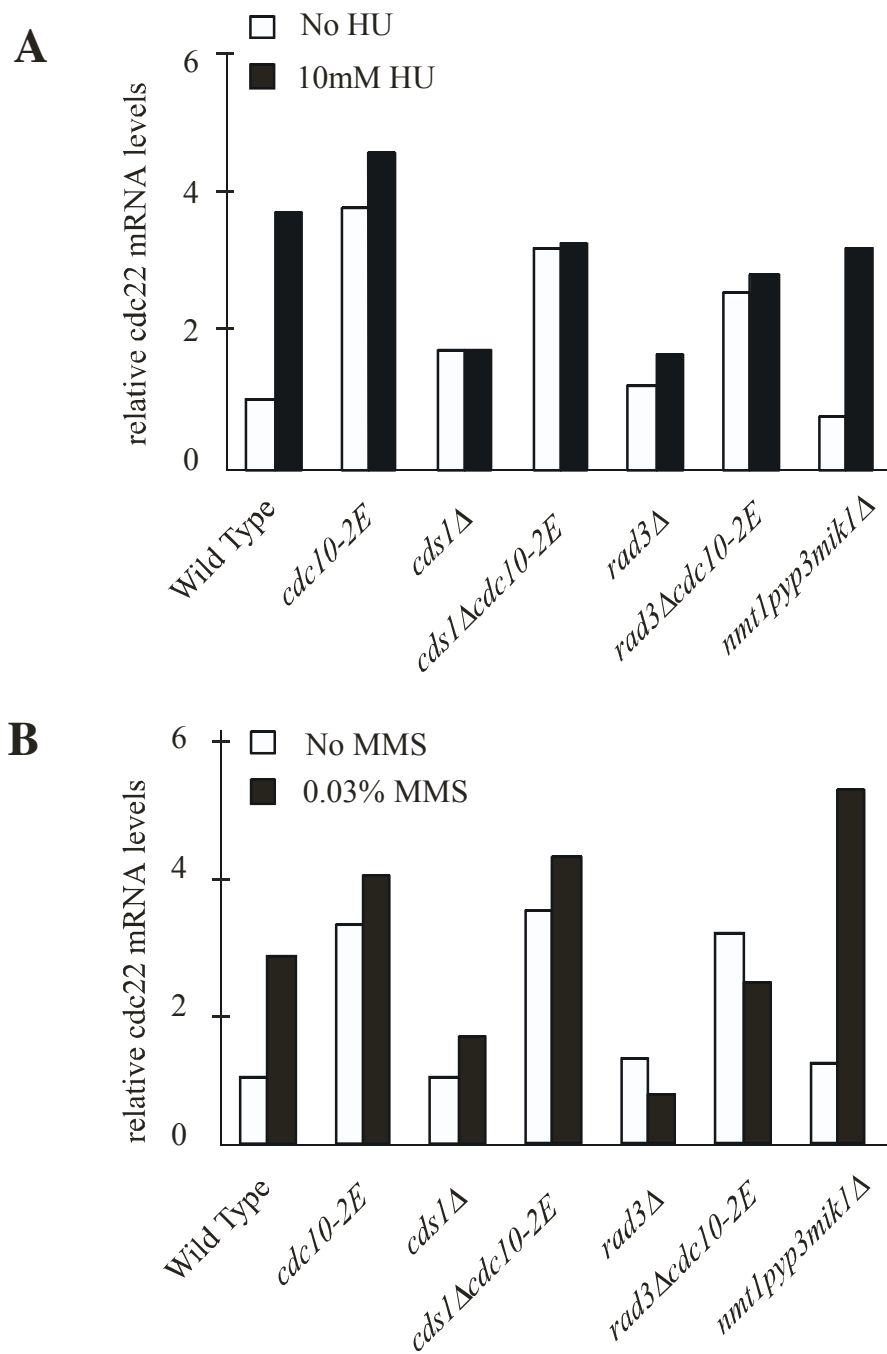 A
No HU
10mM HU
relative cdc22 mRNA levels
6
4
2
0
Wild Type
cdc10-2E
cds1Δ
cds1Δcdc10-2E
rad3Δ
rad3Δcdc10-2E
nmt1pyp3mik1Δ
B
No MMS
0.03% MMS
relative cdc22 mRNA levels
6
4
2
0
Wild Type
cdc10-2E
cds1Δ
cds1Δcdc10-2E
rad3Δ
rad3Δcdc10-2E
nmt1pyp3mik1Δ